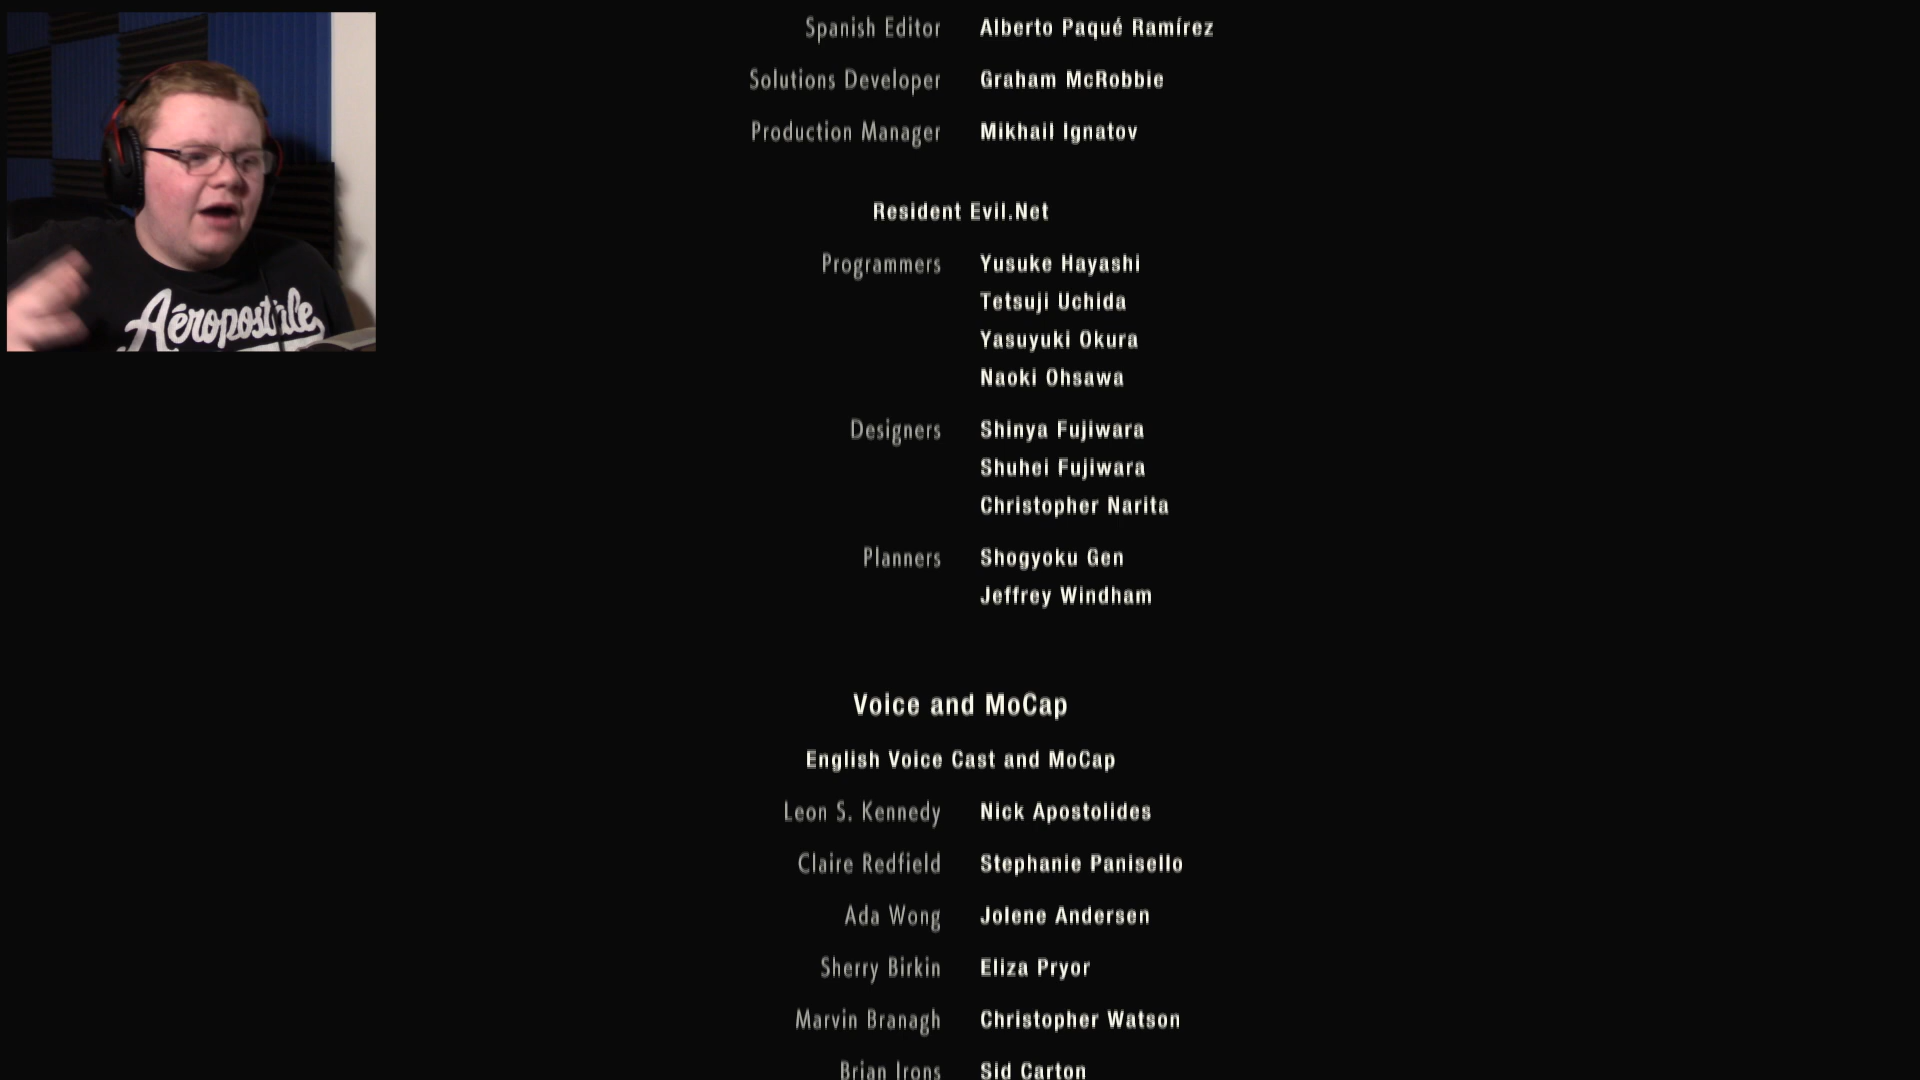 Spanish Editor Alberto Paqué Ramírez
Solutions Developer Graham McRobbie
Production Manager Mikhail Ignatov
Resident Evil.Net
Programmers Yusuke Hayashi
Tetsuji Uchida
Yasuyuki Okura
Naoki Ohsawa
Designers Shinya Fujiwara
Shuhei Fujiwara
Christopher Narita
Planners Shogyoku Gen
Jeffrey Windham
Voice and MoCap
English Voice Cast and MoCap
Leon S. Kennedy Nick Apostolides
Claire Redfield Stephanie Panisello
Ada Wong Jolene Andersen
Sherry Birkin Eliza Pryor
Marvin Branagh Christopher Watson
Brian Irons Sid Carton
Aéropostale